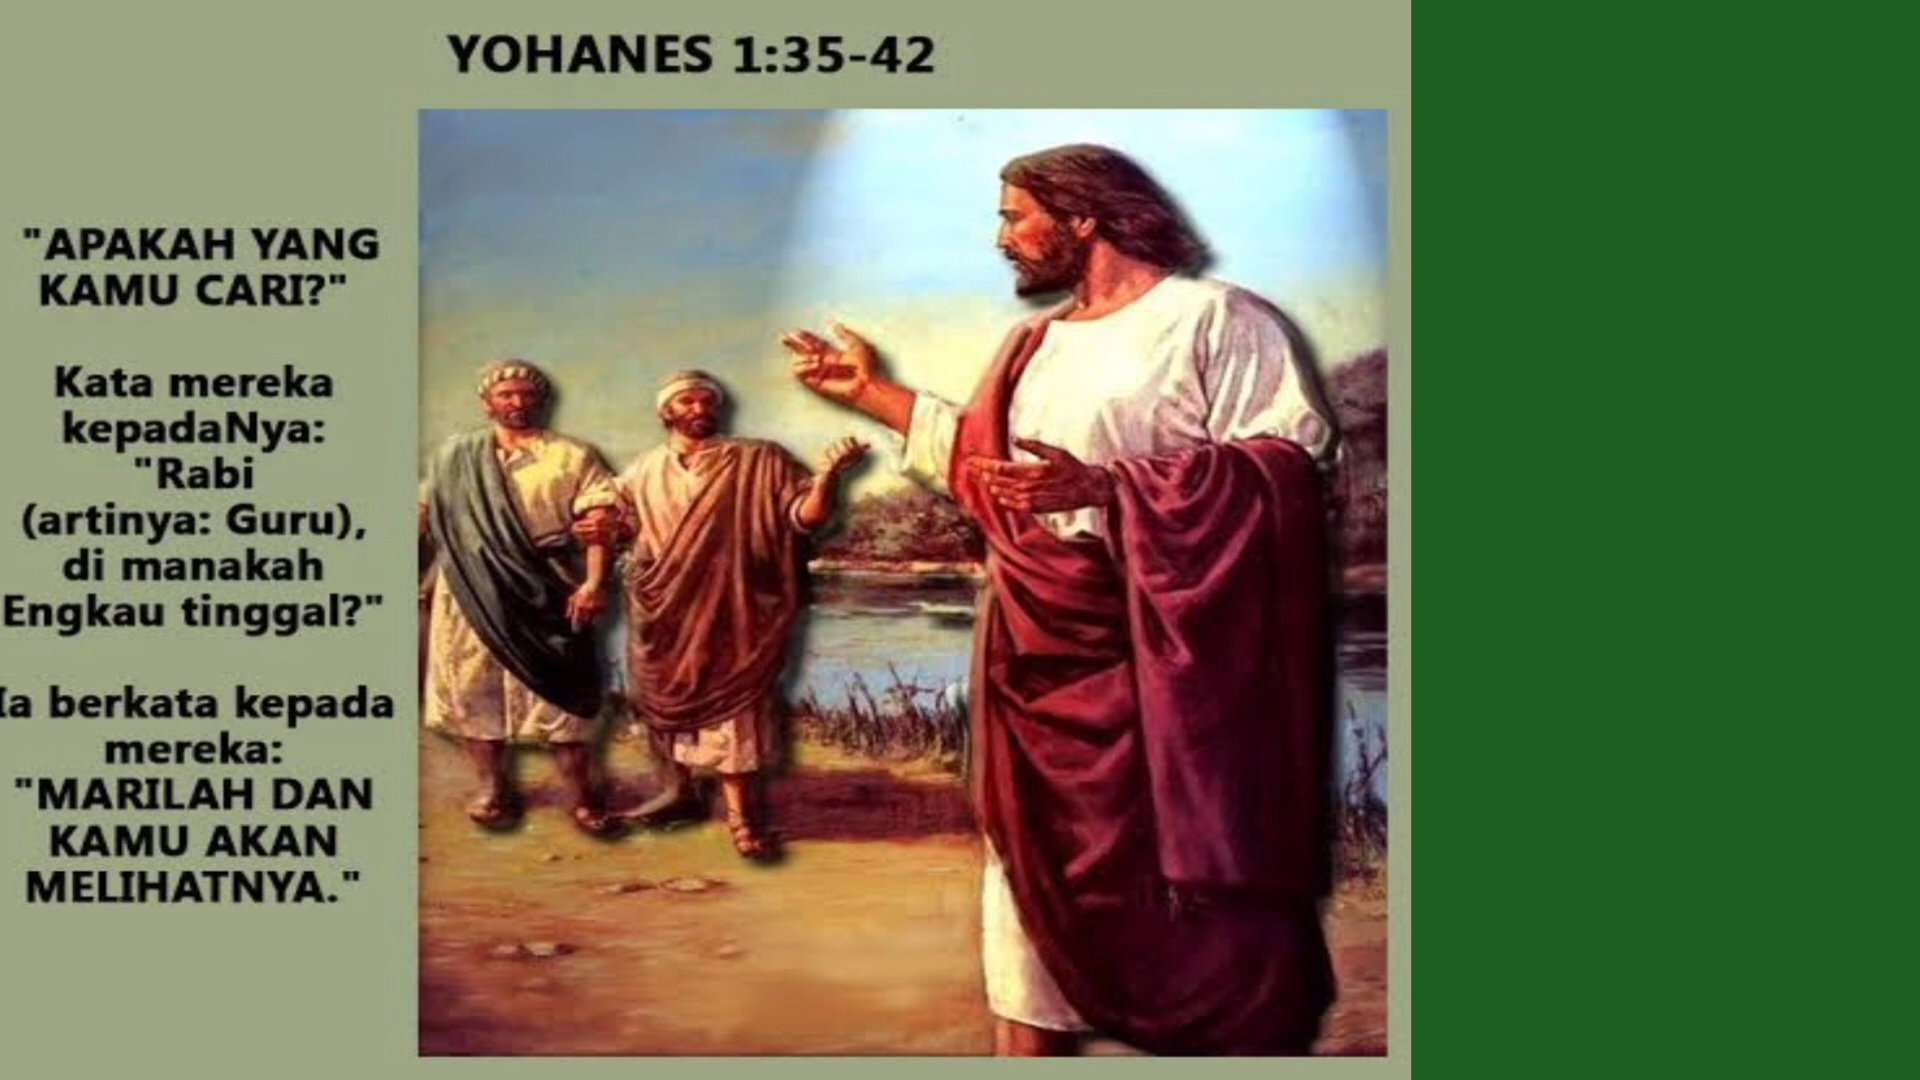 YOHANES 1:35-42
"APAKAH YANG
KAMU CARI?"
Kata mereka
kepadaNya:
"Rabi
(artinya: Guru),
di manakah
Engkau tinggal?"
Ia berkata kepada
mereka:
"MARILAH DAN
KAMU AKAN
MELIHATNYA."